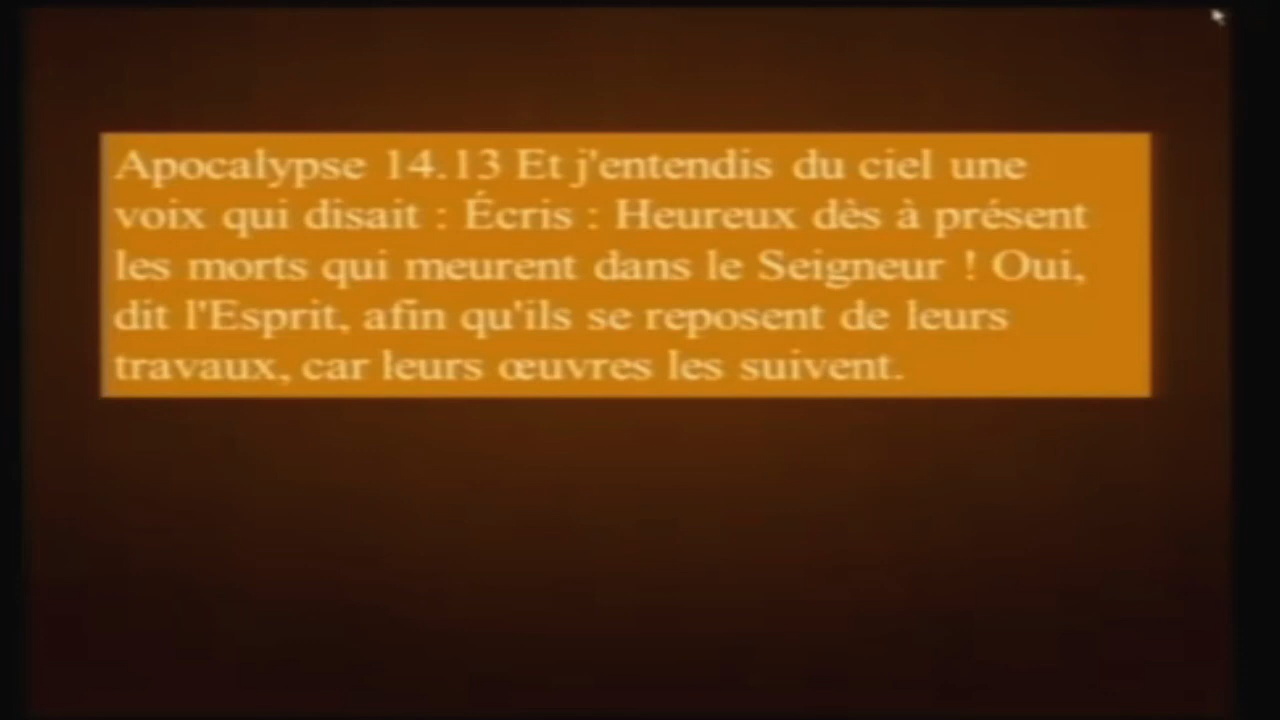 Apocalypse 14.13 Et j'entendis du ciel une
voix qui disait : Écris : Heureux dès à présent
les morts qui meurent dans le Seigneur ! Oui,
dit l'Esprit, afin qu'ils se reposent de leurs
travaux, car leurs œuvres les suivent.